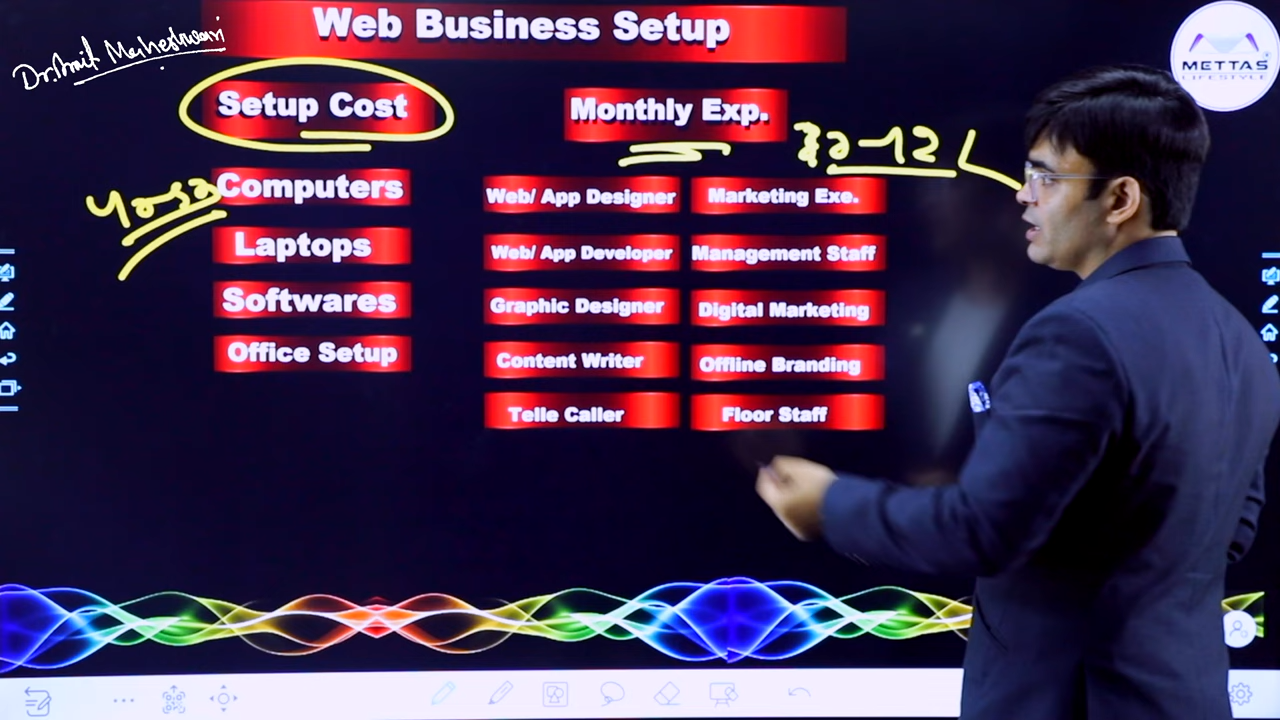 Web Business Setup
Dr. Amit Maheshwari
METTAS
LIFESTYLE
Setup Cost
Monthly Exp.
Computers
Laptops
Softwares
Office Setup
Web/ App Designer
Marketing Exe.
Web/ App Developer
Management Staff
Graphic Designer
Digital Marketing
Content Writer
Offline Branding
Telle Caller
Floor Staff